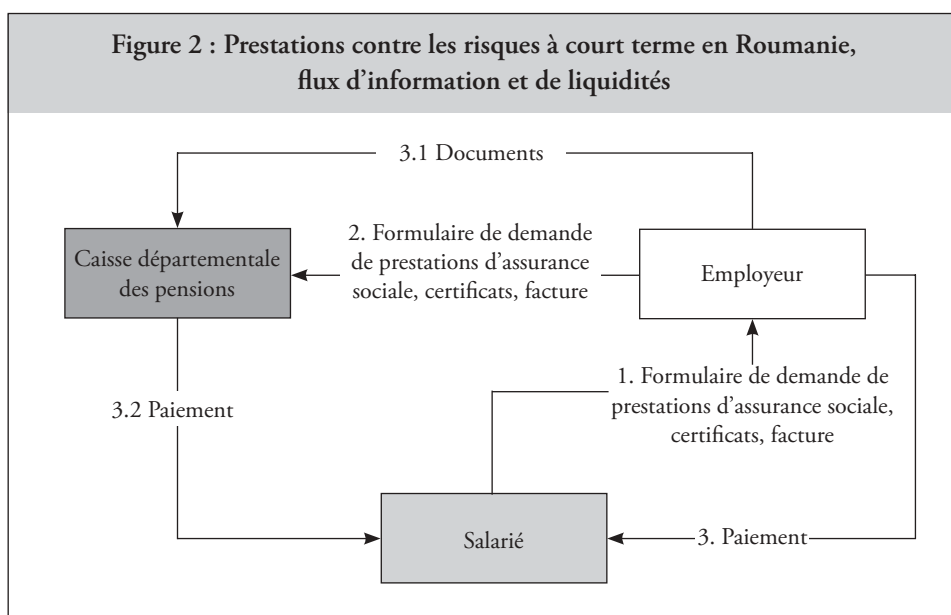 Figure 2 : Prestations contre les risques à court terme en Roumanie,
flux d’information et de liquidités
3.1 Documents
Caisse départementale
des pensions
2. Formulaire de demande
de prestations d’assurance
sociale, certificats, facture
Employeur
3.2 Paiement
1. Formulaire de demande de
prestations d’assurance sociale,
certificats, facture
Salarié
3. Paiement